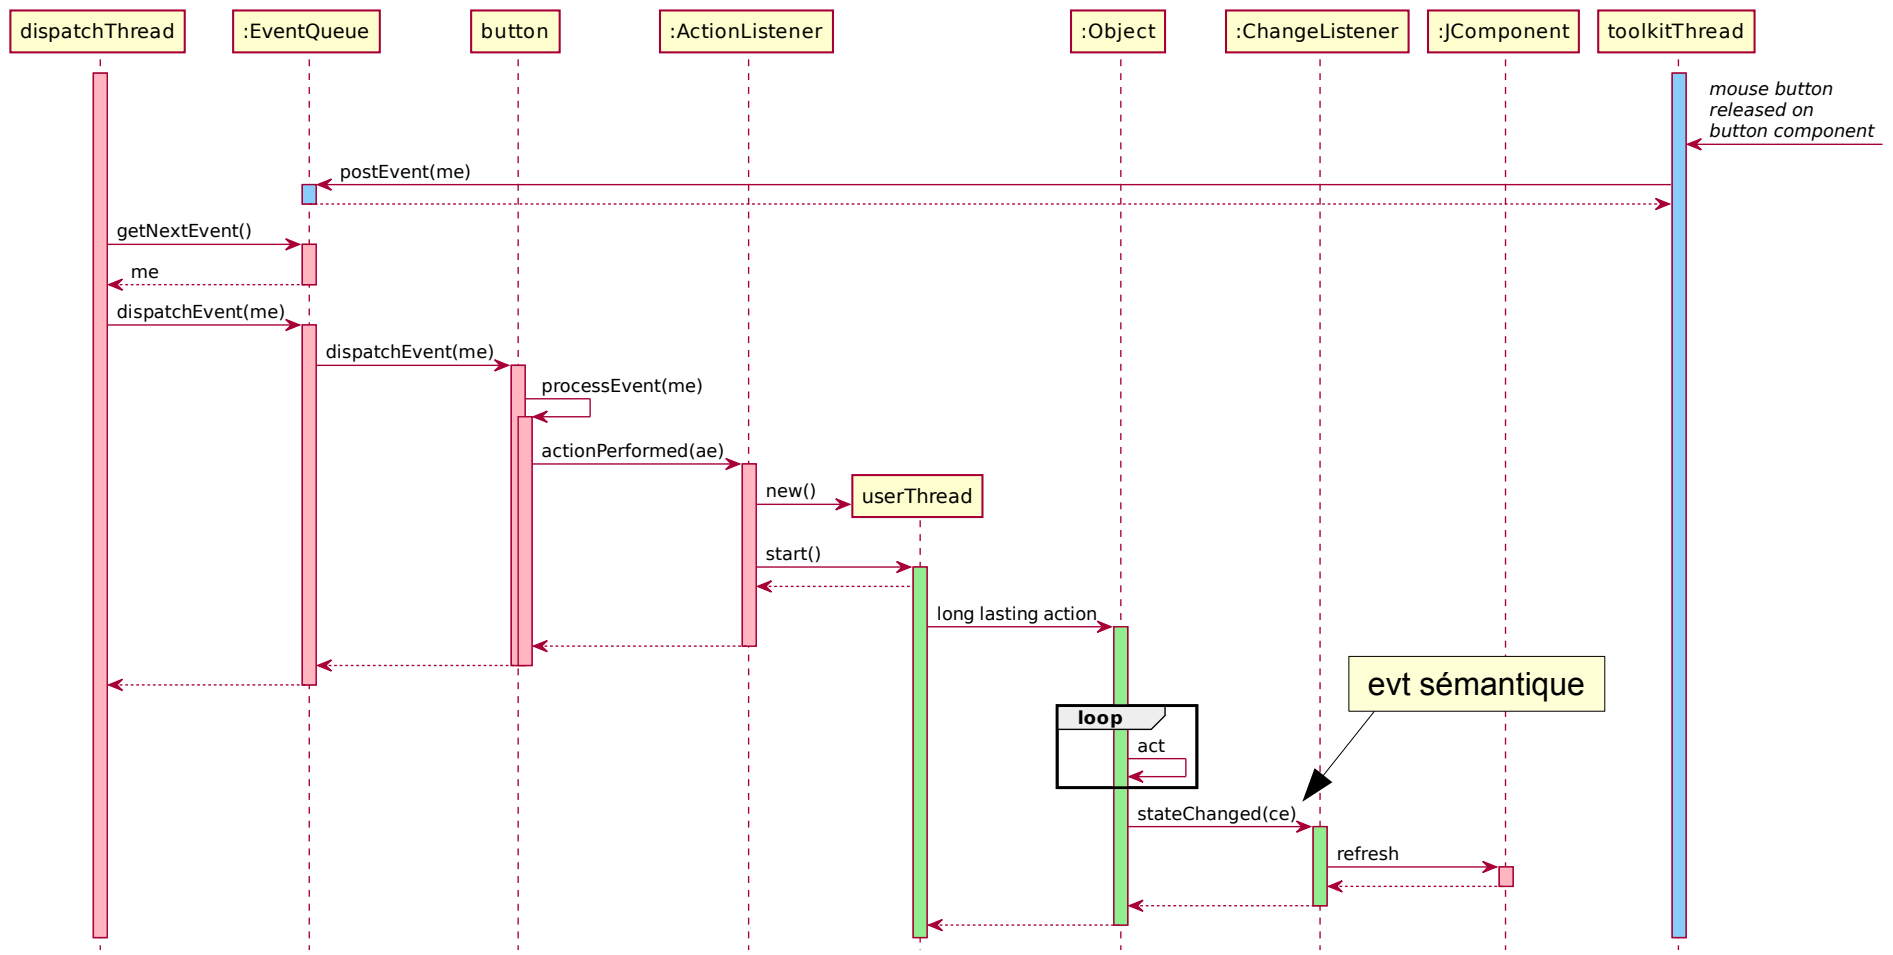 dispatchThread
:EventQueue
button
:ActionListener
:Object
:ChangeListener
:JComponent
toolkitThread
mouse button
released on
button component
postEvent(me)
getNextEvent()
me
dispatchEvent(me)
dispatchEvent(me)
processEvent(me)
actionPerformed(ae)
new()
userThread
start()
long lasting action
evt sémantique
loop
act
stateChanged(ce)
refresh